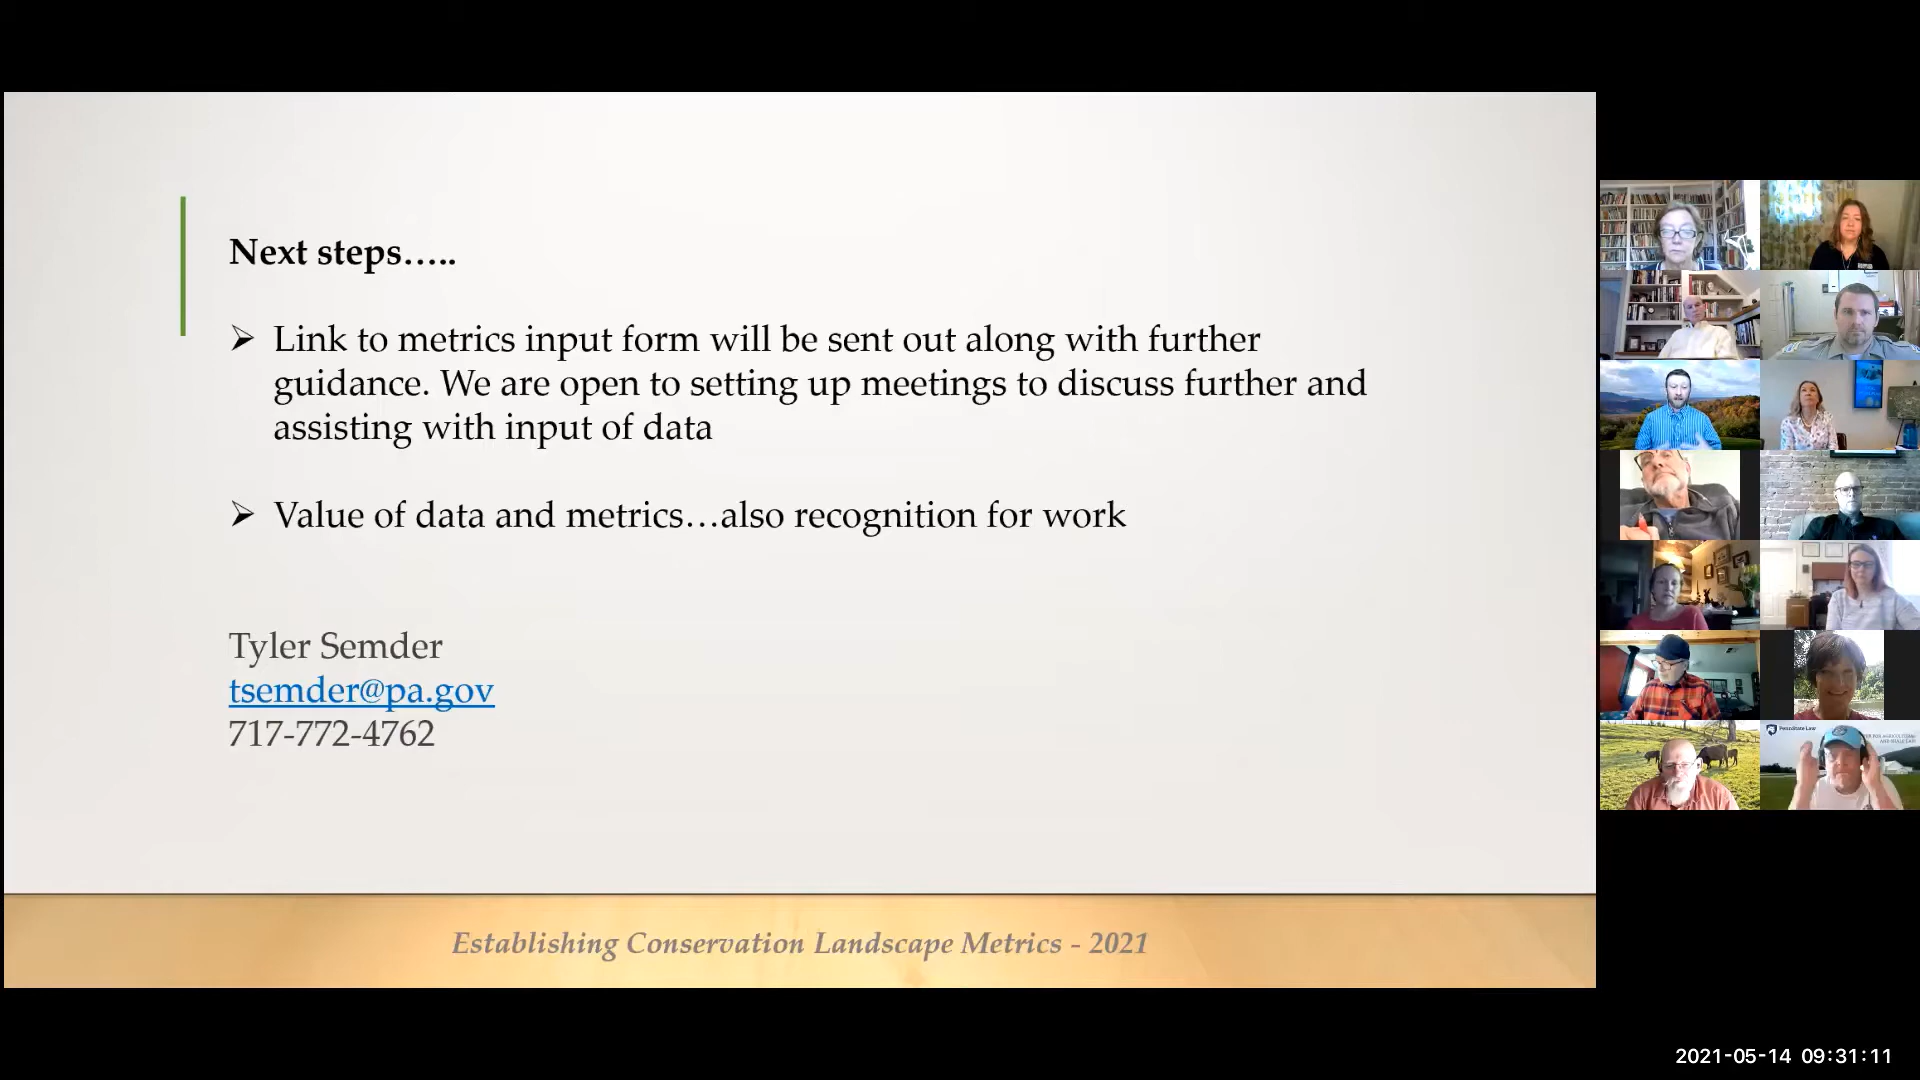 Next steps…..
➢ Link to metrics input form will be sent out along with further
guidance. We are open to setting up meetings to discuss further and
assisting with input of data
➢ Value of data and metrics…also recognition for work
Tyler Semder
tsemder@pa.gov
717-772-4762
Establishing Conservation Landscape Metrics - 2021
PennState Law
2021-05-14 09:31:11